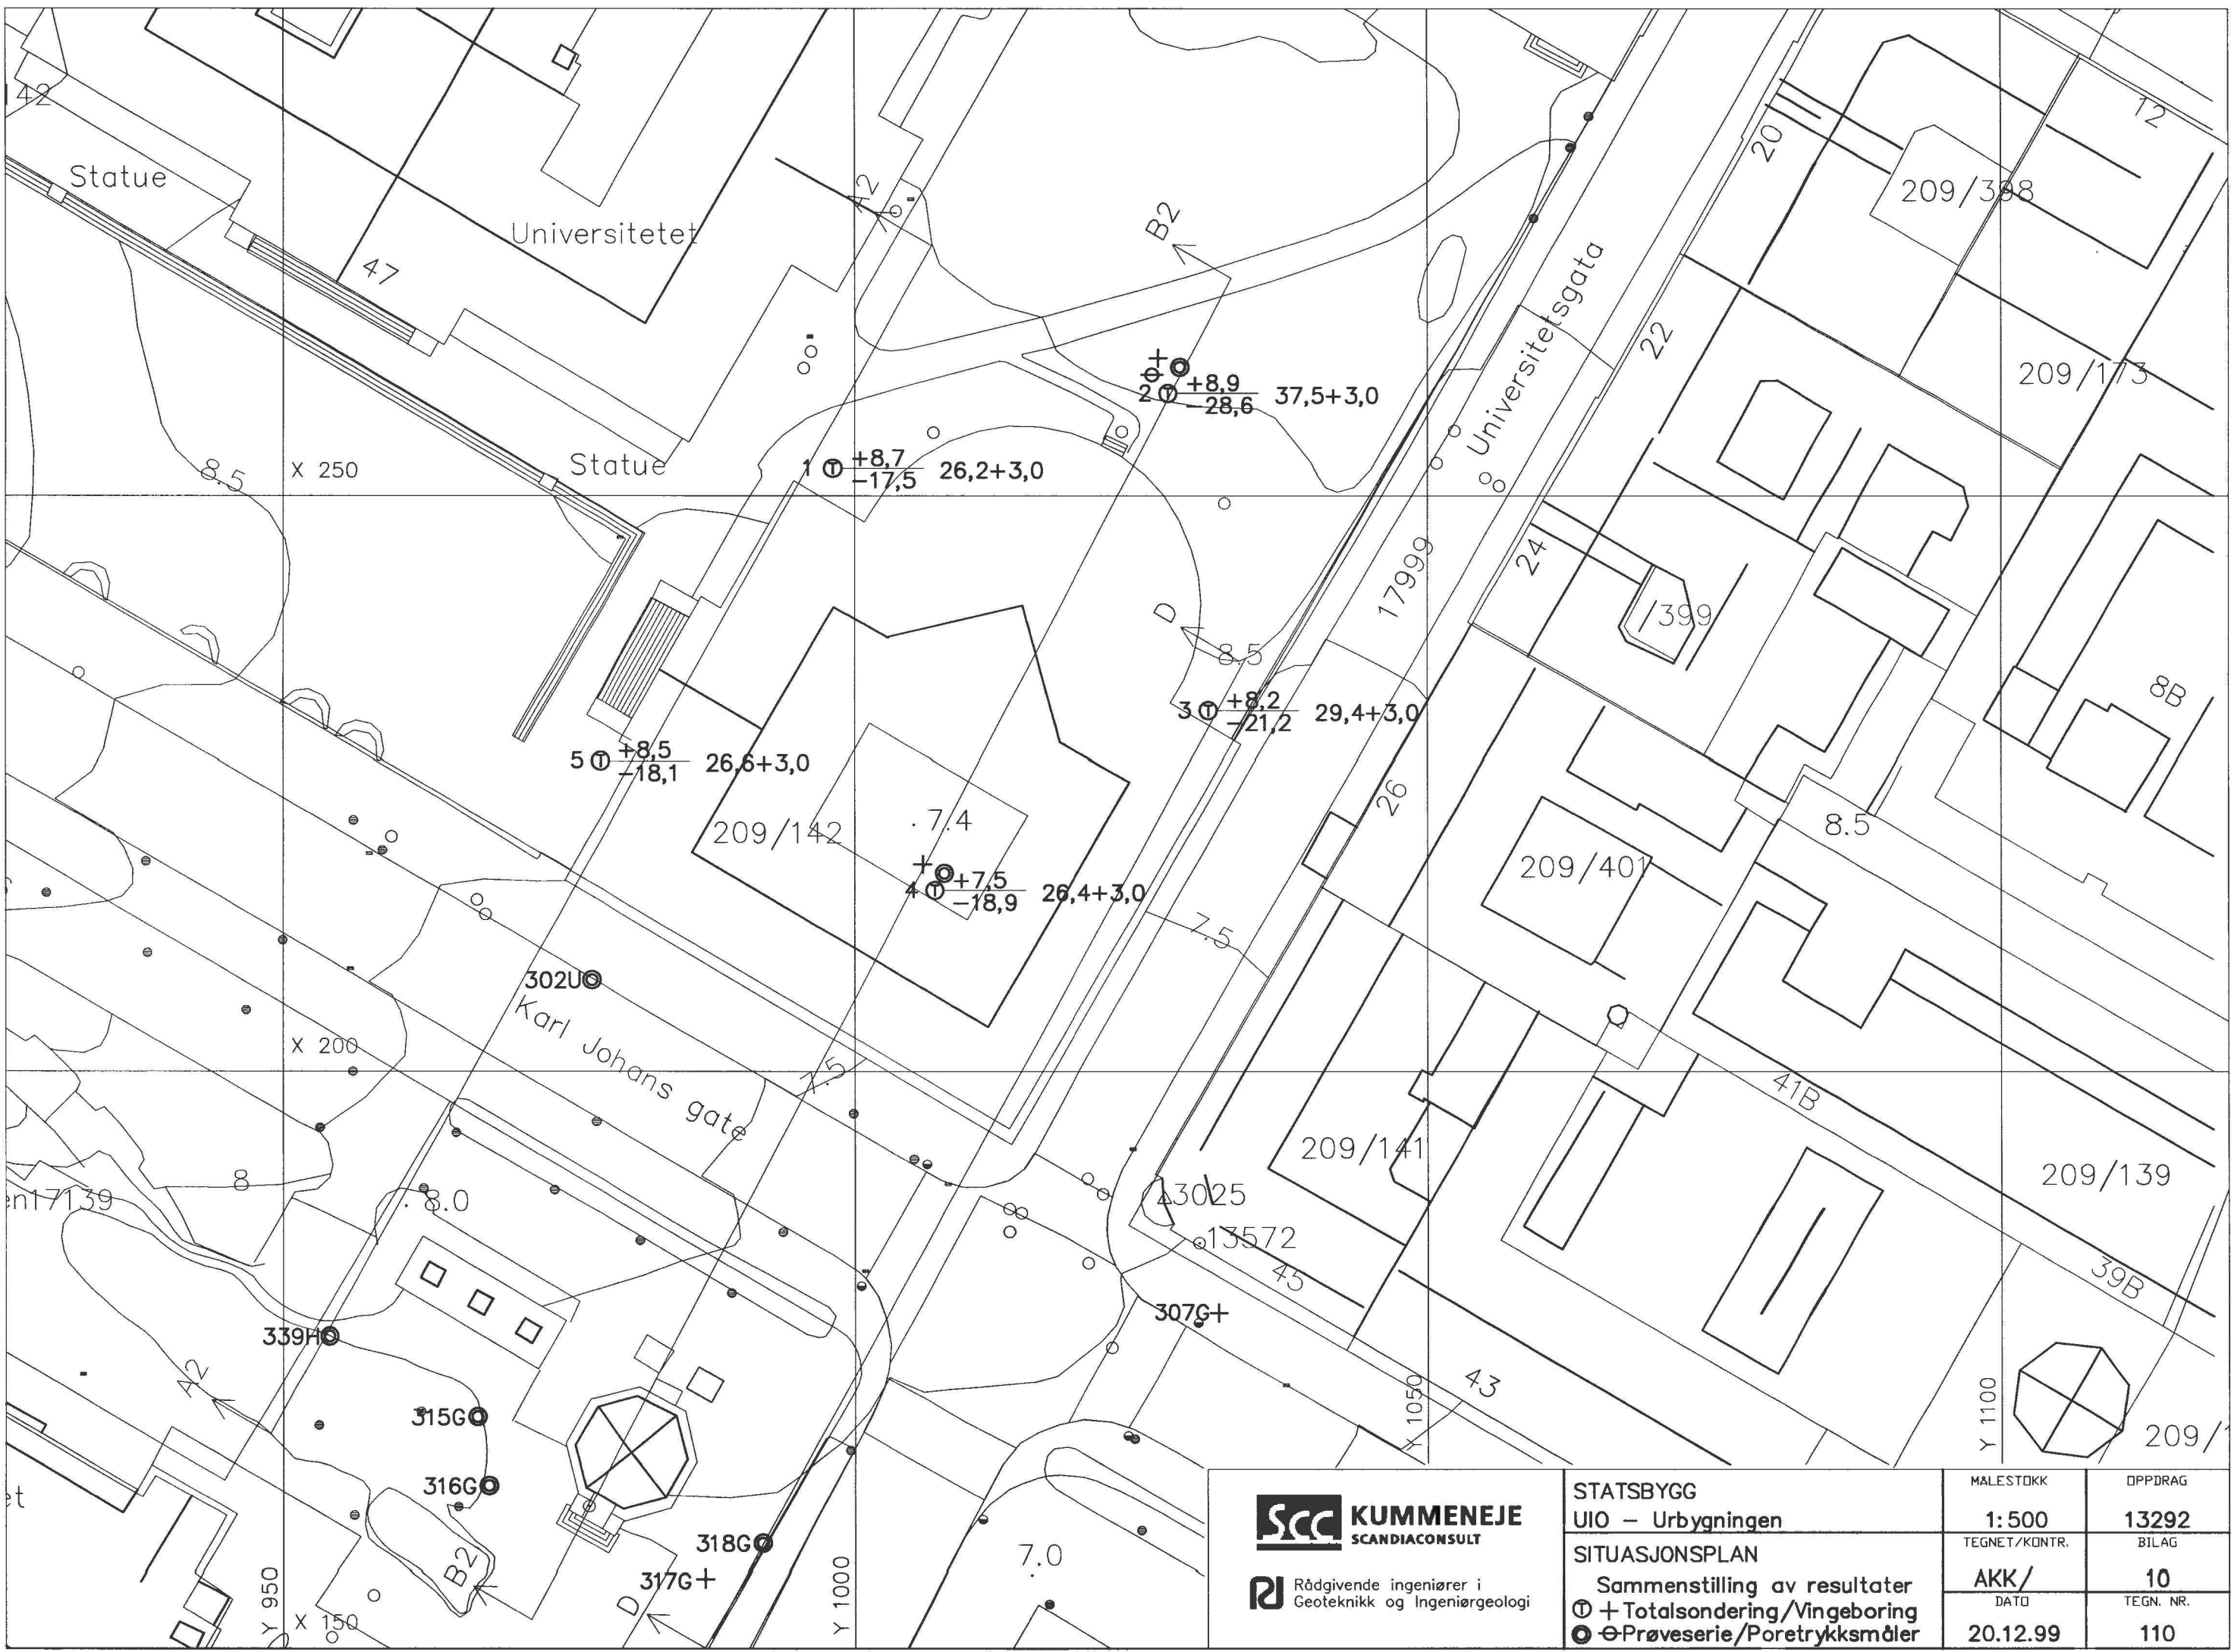 142
Statue
Universitetet
47
A2
B2
20
12
209/398
Universitetsgata
22
209/173
2
+8,9
-28,6
37,5+3,0
8.5
X 250
Statue
1
+8,7
-17,5
26,2+3,0
17999
24
/399
D
8.5
8B
3
+8,2
-21,2
29,4+3,0
5
+8,5
-18,1
26,6+3,0
26
209/142
. 7.4
8.5
209/401
4
+7,5
-18,9
26,4+3,0
7.5
302U
Karl Johans gate
X 200
7.5
41B
209/141
209/139
8
en17139
. 8.0
23025
13572
45
39B
307G+
339H
A2
43
315G
Y 1050
Y 1100
209/
316G
et
318G
7.0
B2
317G+
D
Y 950
X 150
Y 1000
SCC KUMMENEJE
SCANDIACONSULT
Rådgivende ingeniører i
Geoteknikk og Ingeniørgeologi
STATSBYGG
UIO – Urbygningen
SITUASJONSPLAN
Sammenstilling av resultater
T + Totalsondering/Vingeboring
Prøveserie/Poretrykksmåler
MÅLESTOKK
1:500
OPPDRAG
13292
TEGNET/KONTR.
AKK/
BILAG
10
DATO
20.12.99
TEGN. NR.
110